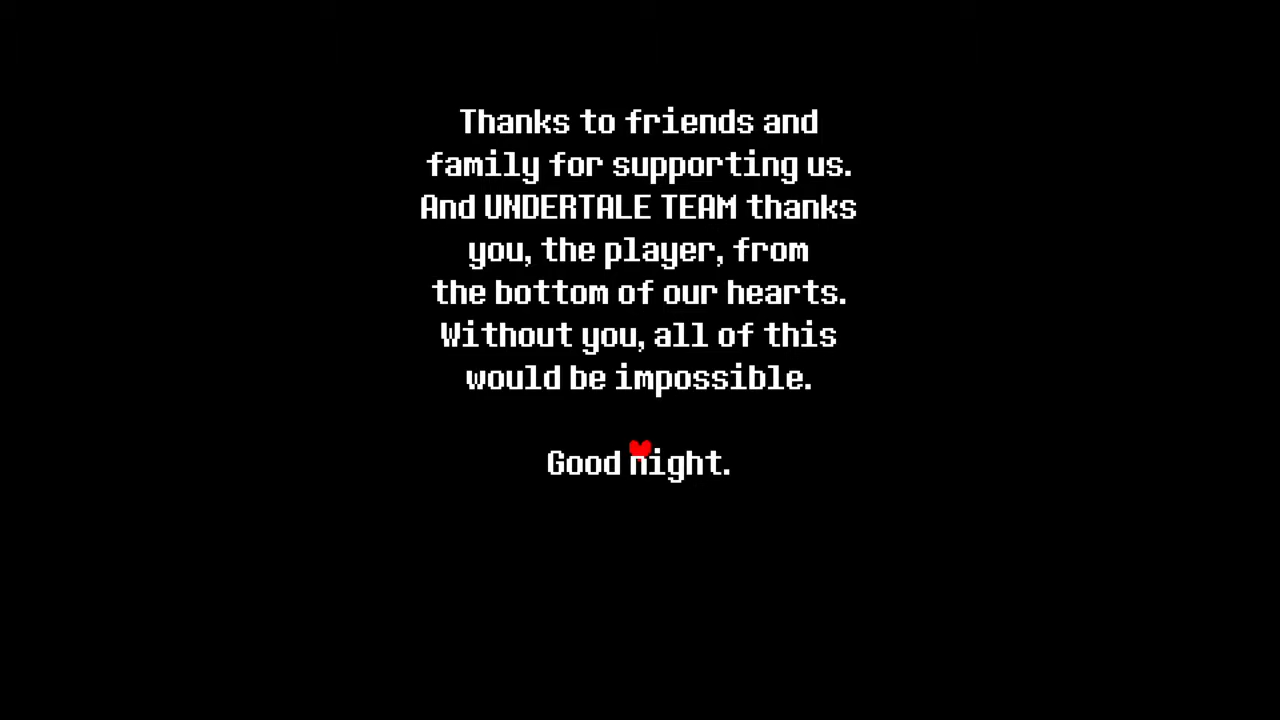 Thanks to friends and
family for supporting us.
And UNDERTALE TEAM thanks
you, the player, from
the bottom of our hearts.
Without you, all of this
would be impossible.
Good night.